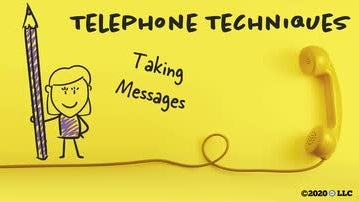 TELEPHONE TECHNIQUES
Taking
Messages
©2020 LLC